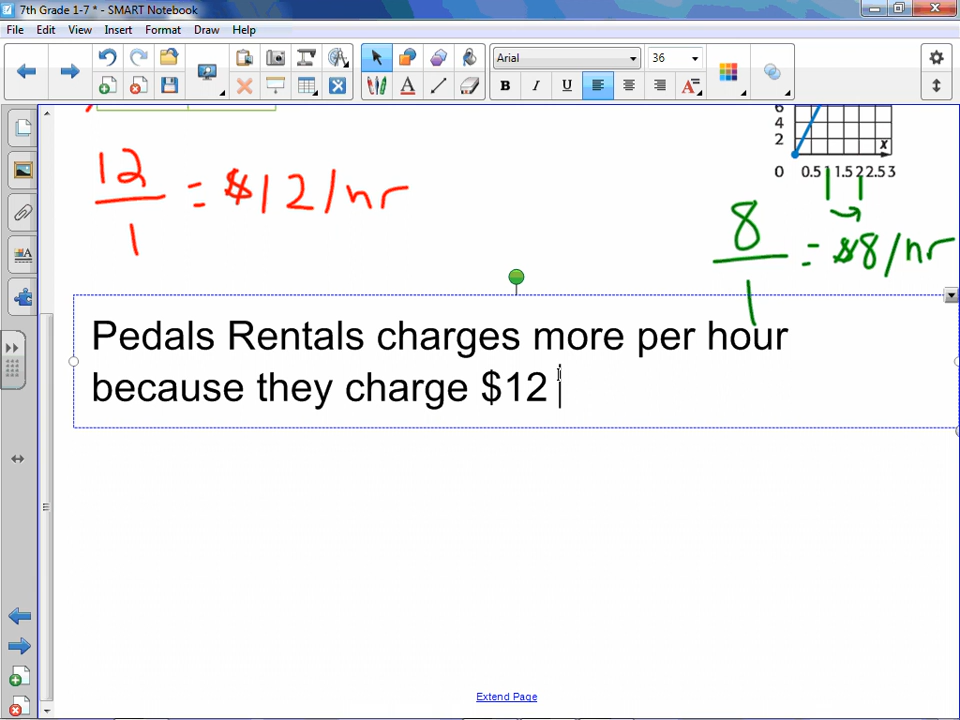 7th Grade 1-7 * - SMART Notebook
File Edit View Insert Format Draw Help
Arial 36
B I U A
6
4
2
x
0 0.5 1 1.5 2 2.5 3
12
1
= $12/hr
8
1
= $8/hr
Pedals Rentals charges more per hour
because they charge $12
Extend Page